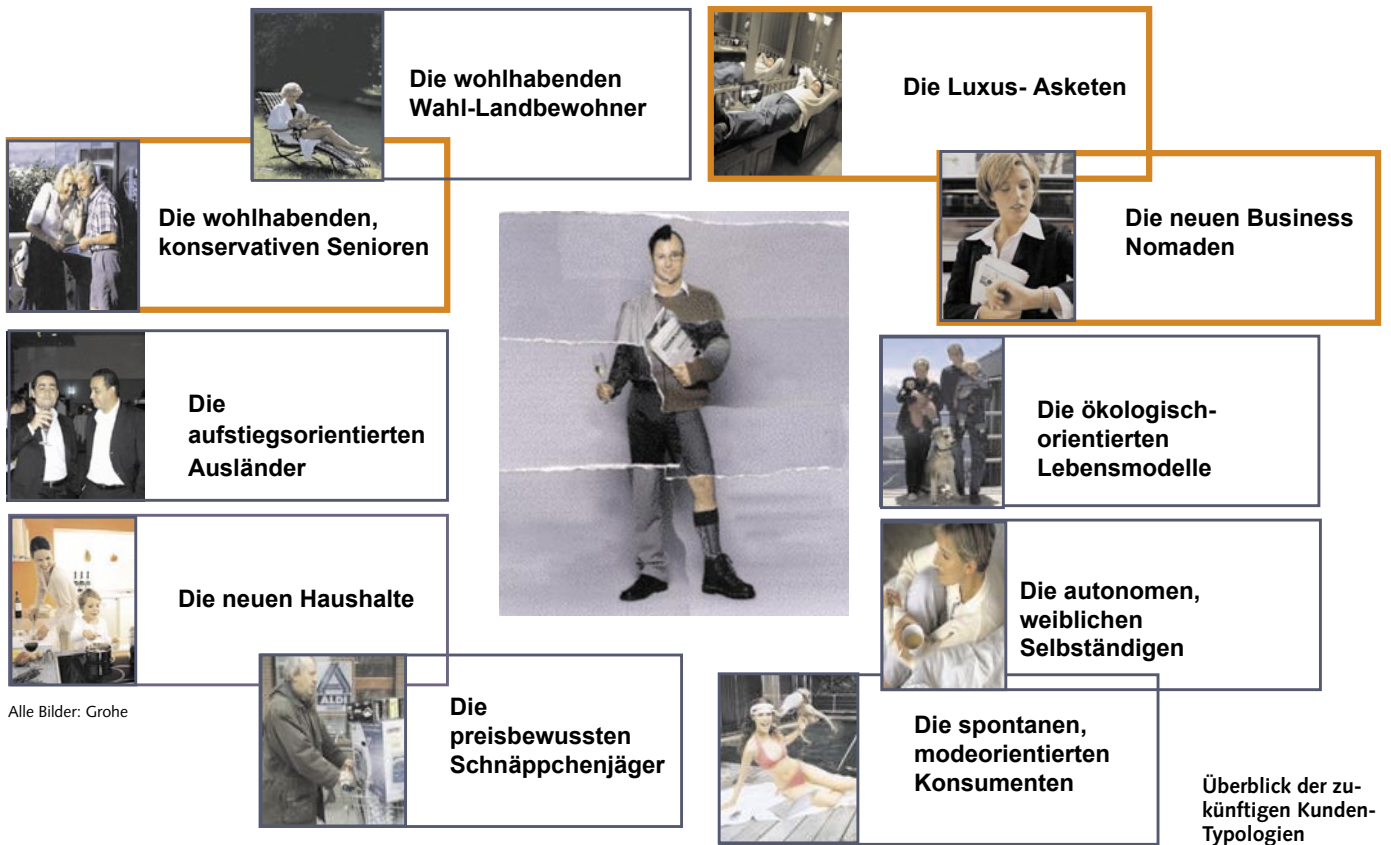 Die wohlhabenden
Wahl-Landbewohner
Die Luxus- Asketen
Die wohlhabenden,
konservativen Senioren
Die neuen Business
Nomaden
Die
aufstiegsorientierten
Ausländer
Die ökologisch-
orientierten
Lebensmodelle
Die neuen Haushalte
Die autonomen,
weiblichen
Selbständigen
ALDI
Alle Bilder: Grohe
Die
preisbewussten
Schnäppchenjäger
Die spontanen,
modeorientierten
Konsumenten
Überblick der zu-
künftigen Kunden-
Typologien